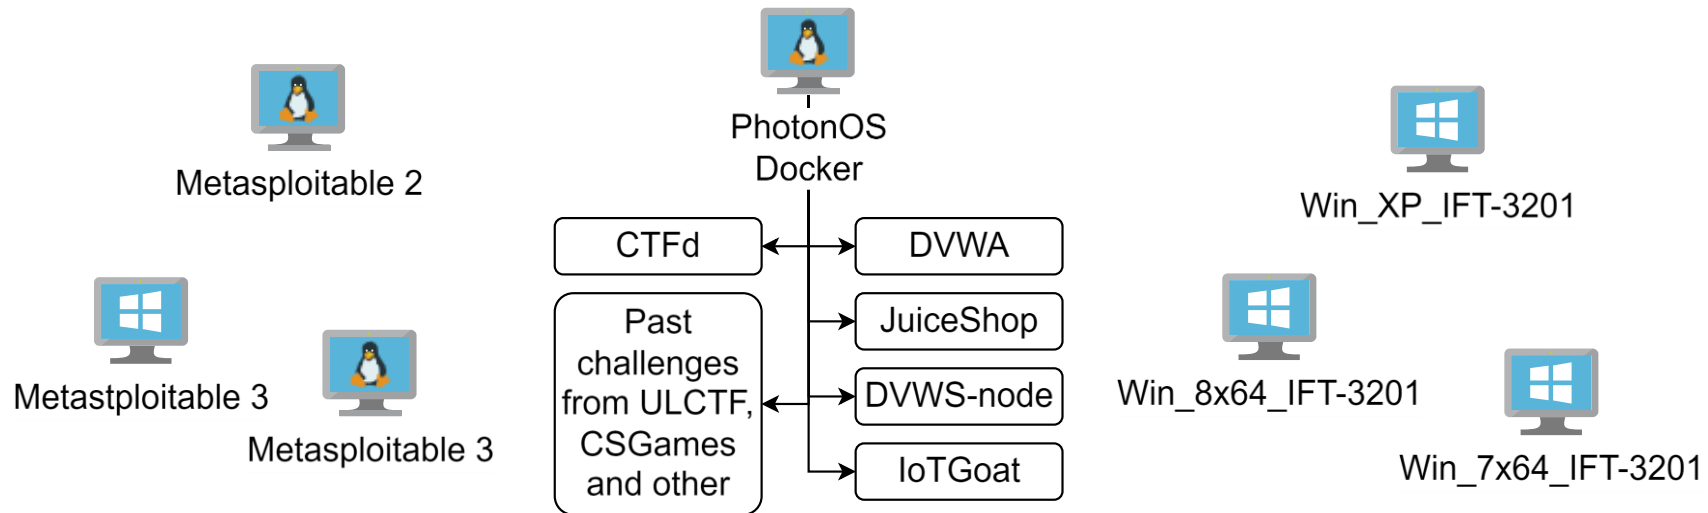 PhotonOS
Docker
Metasploitable 2
Metastploitable 3
Metasploitable 3
CTFd
Past
challenges
from ULCTF,
CSGames
and other
DVWA
JuiceShop
DVWS-node
IoTGoat
Win_XP_IFT-3201
Win_8x64_IFT-3201
Win_7x64_IFT-3201